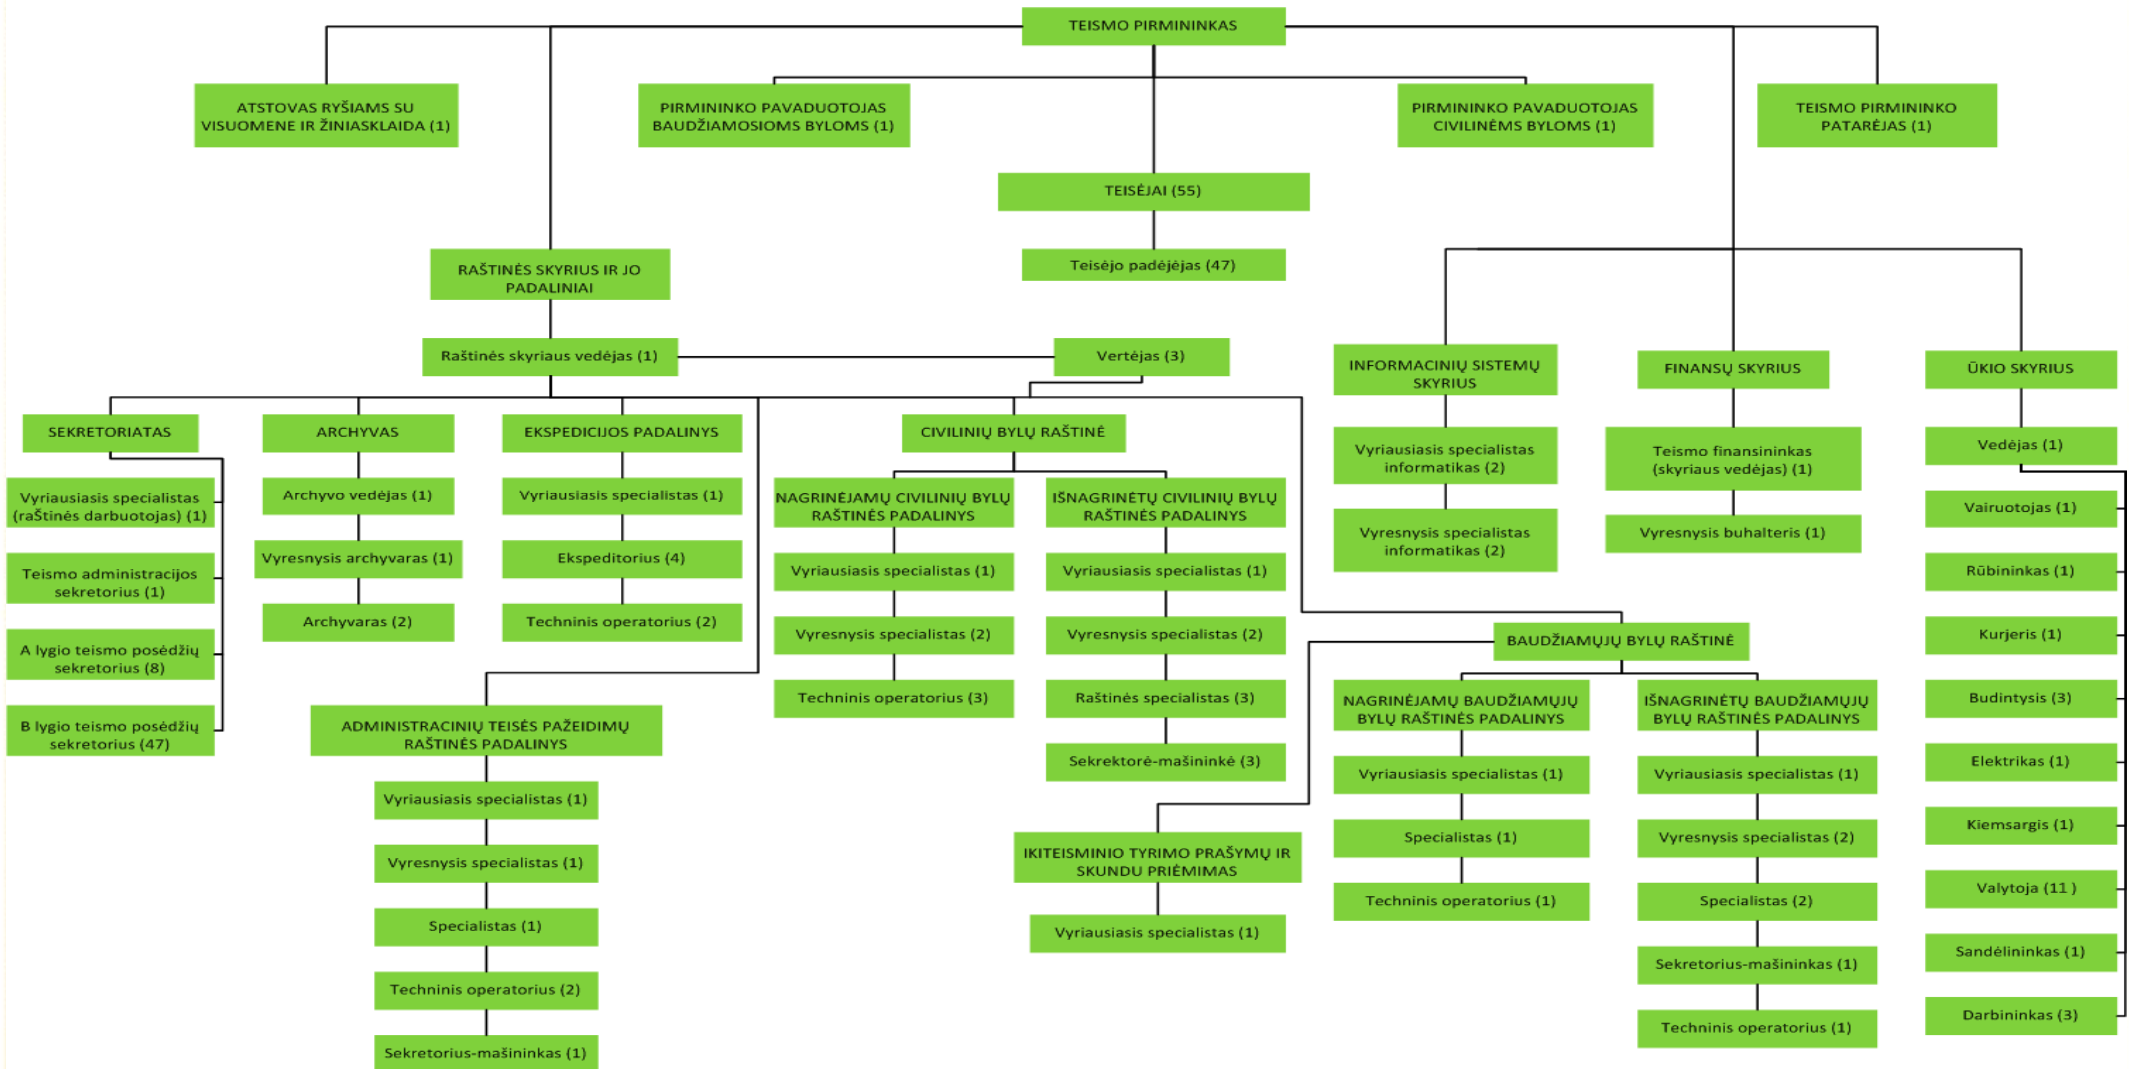 TEISMO PIRMININKAS
ATSTOVAS RYŠIAMS SU
VISUOMENE IR ŽINIASKLAIDA (1)
PIRMININKO PAVADUOTOJAS
BAUDŽIAMOSIOMS BYLOMS (1)
PIRMININKO PAVADUOTOJAS
CIVILINĖMS BYLOMS (1)
TEISMO PIRMININKO
PATARĖJAS (1)
TEISĖJAI (55)
Teisėjo padėjėjas (47)
RAŠTINĖS SKYRIUS IR JO
PADALINIAI
Raštinės skyriaus vedėjas (1)
Vertėjas (3)
SEKRETORIATAS
Vyriausiasis specialistas
(raŠtinės darbuotojas) (1)
Teismo administracijos
sekretorius (1)
A lygio teismo posėdžių
sekretorius (8)
B lygio teismo posėdžių
sekretorius (47)
ARCHYVAS
Archyvo vedėjas (1)
Vyresnysis archyvaras (1)
Archyvaras (2)
EKSPEDICIJOS PADALINYS
Vyriausiasis specialistas (1)
Ekspeditorius (4)
Techninis operatorius (2)
ADMINISTRACINIŲ TEISĖS PAŽEIDIMŲ
RAŠTINĖS PADALINYS
Vyriausiasis specialistas (1)
Vyresnysis specialistas (1)
Specialistas (1)
Techninis operatorius (2)
Sekretorius-mašininkas (1)
CIVILINIŲ BYLŲ RAŠTINĖ
NAGRINĖJAMŲ CIVILINIŲ BYLŲ
RAŠTINĖS PADALINYS
Vyriausiasis specialistas (1)
Vyresnysis specialistas (2)
Techninis operatorius (3)
IŠNAGRINĖTŲ CIVILINIŲ BYLŲ
RAŠTINĖS PADALINYS
Vyriausiasis specialistas (1)
Vyresnysis specialistas (2)
Raštinės specialistas (3)
Sekrektorė-mašininkė (3)
BAUDŽIAMŲJŲ BYLŲ RAŠTINĖ
IKITEISMINIO TYRIMO PRAŠYMŲ IR
SKUNDU PRIĖMIMAS
Vyriausiasis specialistas (1)
NAGRINĖJAMŲ BAUDŽIAMŲJŲ
BYLŲ RAŠTINĖS PADALINYS
Vyriausiasis specialistas (1)
Specialistas (1)
Techninis operatorius (1)
IŠNAGRINĖTŲ BAUDŽIAMŲJŲ
BYLŲ RAŠTINĖS PADALINYS
Vyriausiasis specialistas (1)
Vyresnysis specialistas (2)
Specialistas (2)
Sekretorius-mašininkas (1)
Techninis operatorius (1)
INFORMACINIŲ SISTEMŲ
SKYRIUS
Vyriausiasis specialistas
informatikas (2)
Vyresnysis specialistas
informatikas (2)
FINANSŲ SKYRIUS
Teismo finansininkas
(skyriaus vedėjas) (1)
Vyresnysis buhalteris (1)
ŪKIO SKYRIUS
Vedėjas (1)
Vairuotojas (1)
Rūbininkas (1)
Kurjeris (1)
Budintysis (3)
Elektrikas (1)
Kiemsargis (1)
Valytoja (11 )
Sandėlininkas (1)
Darbininkas (3)